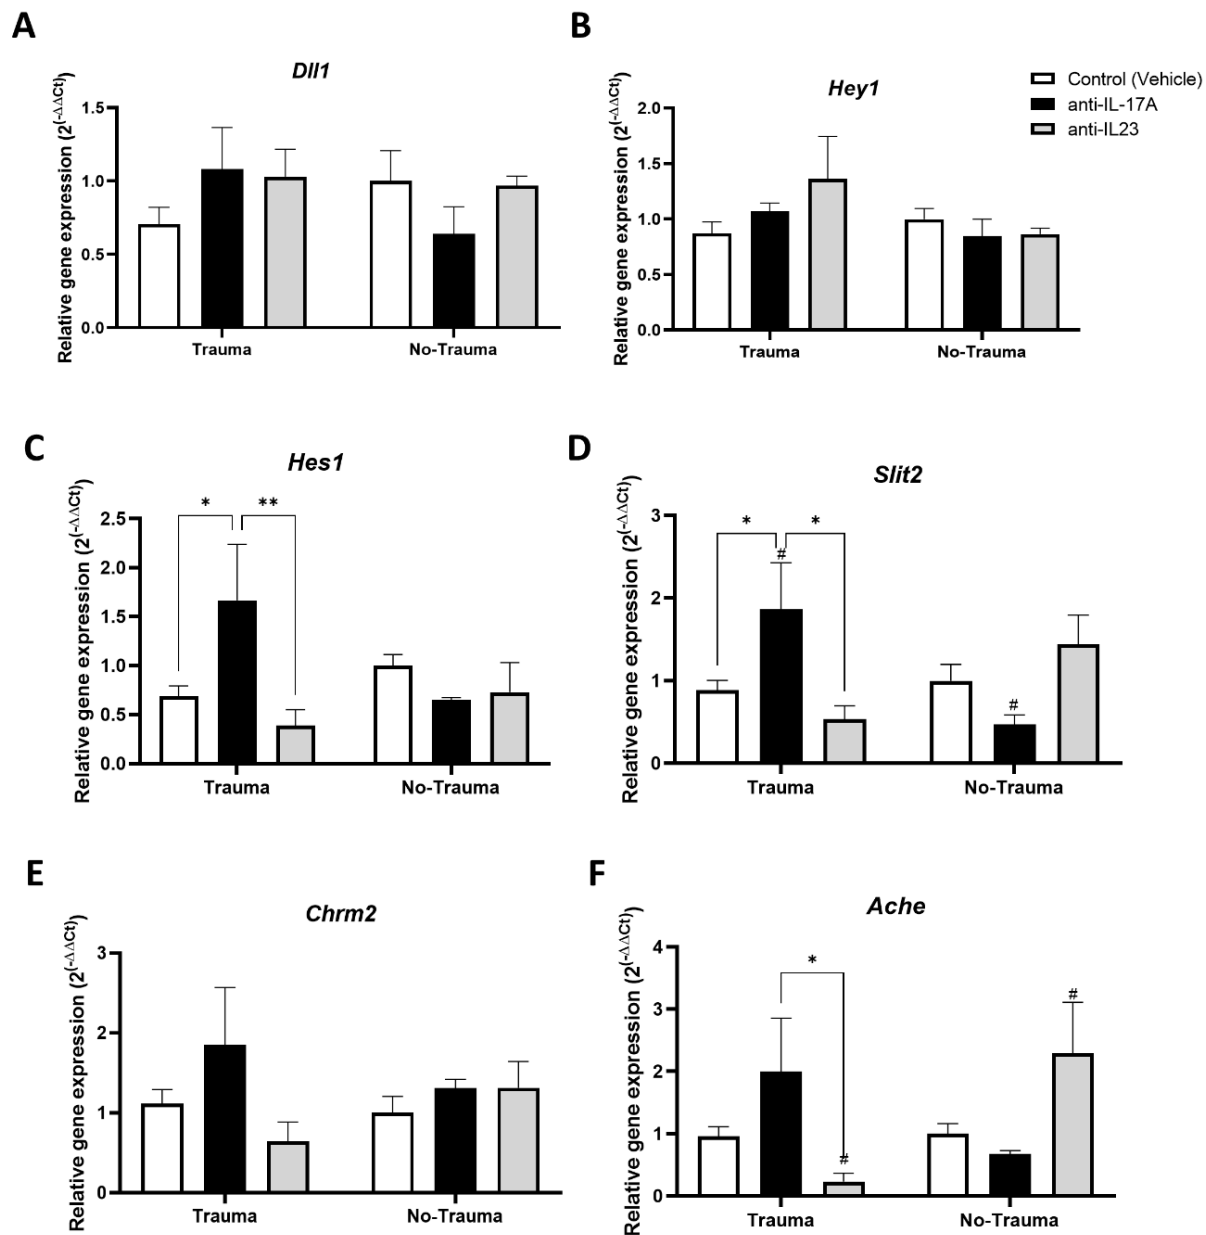 A
Dll1
Relative gene expression (2^(-ΔΔCt))
1.5
1.0
0.5
0.0
Trauma
No-Trauma
B
Hey1
Control (Vehicle)
anti-IL-17A
anti-IL23
Relative gene expression (2^(-ΔΔCt))
2.0
1.5
1.0
0.5
0.0
Trauma
No-Trauma
C
Hes1
Relative gene expression (2^(-ΔΔCt))
2.5
2.0
1.5
1.0
0.5
0.0
*
**
Trauma
No-Trauma
D
Slit2
Relative gene expression (2^(-ΔΔCt))
3
2
1
0
*
*
#
#
Trauma
No-Trauma
E
Chrm2
Relative gene expression (2^(-ΔΔCt))
3
2
1
0
Trauma
No-Trauma
F
Ache
Relative gene expression (2^(-ΔΔCt))
4
3
2
1
0
*
#
#
Trauma
No-Trauma